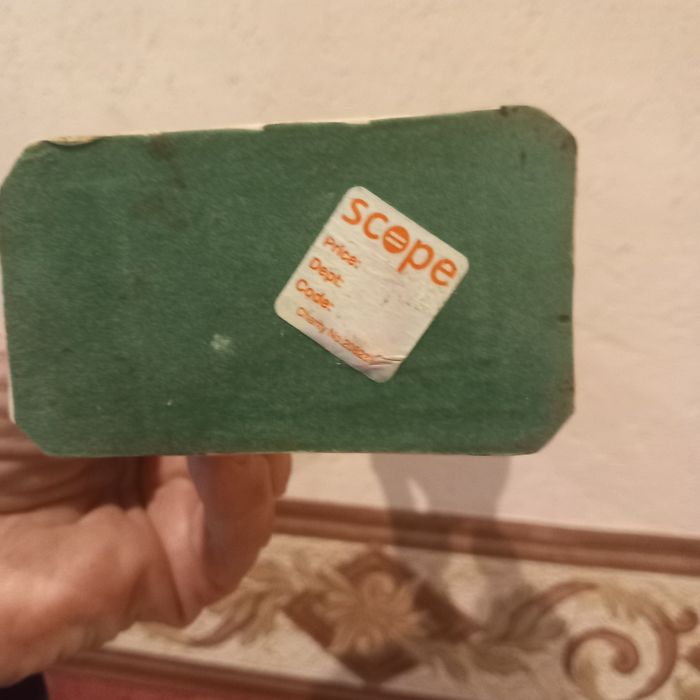 scope
Price:
Dept:
Code:
Charity No.